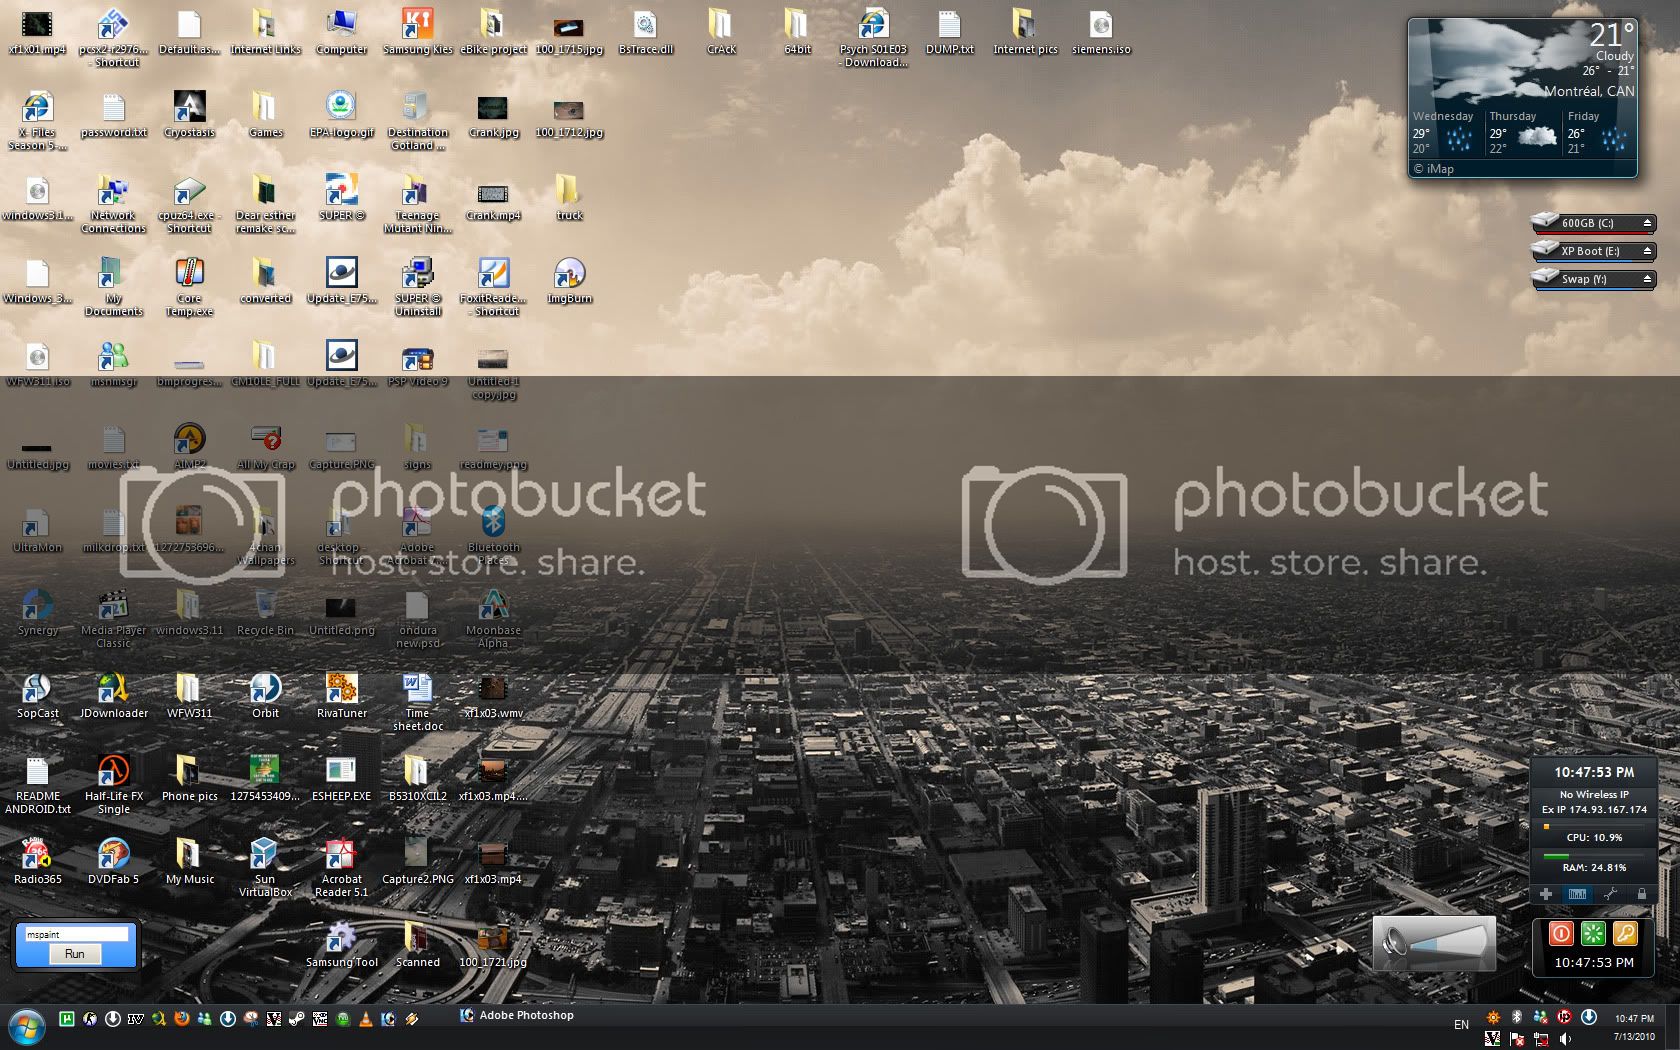 xf1x01.mp4
pcsx2-r2976... - Shortcut
Default.as...
Internet Links
Computer
Samsung Kies
eBike project
100_1715.jpg
BsTrace.dll
CrAcK
64bit
Psych S01E03 - Download...
DUMP.txt
Internet pics
siemens.iso
X- Files Season 5-...
password.txt
Cryostasis
Games
EPA-logo.gif
Destination Gotland ...
Crank.jpg
100_1712.jpg
windows3.1...
Network Connections
cpuz64.exe - Shortcut
Dear esther remake sc...
SUPER ©
Teenage Mutant Nin...
Crank.mp4
truck
Windows_3...
My Documents
Core Temp.exe
converted
Update_E75...
SUPER © Uninstall
FoxitReade... - Shortcut
ImgBurn
WFW311.iso
msnmsgr
bmprogres...
CM10LE_FULL
Update_E75...
PSP Video 9
Untitled-1 copy.jpg
Untitled.jpg
movies.txt
AIMP2
All My Crap
Capture.PNG
signs
readmey.png
UltraMon
milkdrop.txt
1272753696...
4chan Wallpapers
desktop - Shortcut
Adobe Acrobat 7...
Bluetooth Places
Synergy
Media Player Classic
windows3.11
Recycle Bin
Untitled.png
ondura new.psd
Moonbase Alpha
SopCast
JDownloader
WFW311
Orbit
RivaTuner
Time sheet.doc
xf1x03.wmv
README ANDROID.txt
Half-Life FX Single
Phone pics
1275453409...
ESHEEP.EXE
B5310XCIL2
xf1x03.mp4....
Radio365
DVDFab 5
My Music
Sun VirtualBox
Acrobat Reader 5.1
Capture2.PNG
xf1x03.mp4
mspaint
Run
Samsung Tool
Scanned
100_1721.jpg
21°
Cloudy
26° - 21°
Montréal, CAN
Wednesday Thursday Friday
29° 29° 26°
20° 22° 21°
© iMap
600GB (C:)
XP Boot (E:)
Swap (Y:)
photobucket
host. store. share.
photobucket
host. store. share.
10:47:53 PM
No Wireless IP
Ex IP 174.93.167.174
CPU: 10.9%
RAM: 24.81%
10:47:53 PM
Adobe Photoshop
EN
10:47 PM
7/13/2010